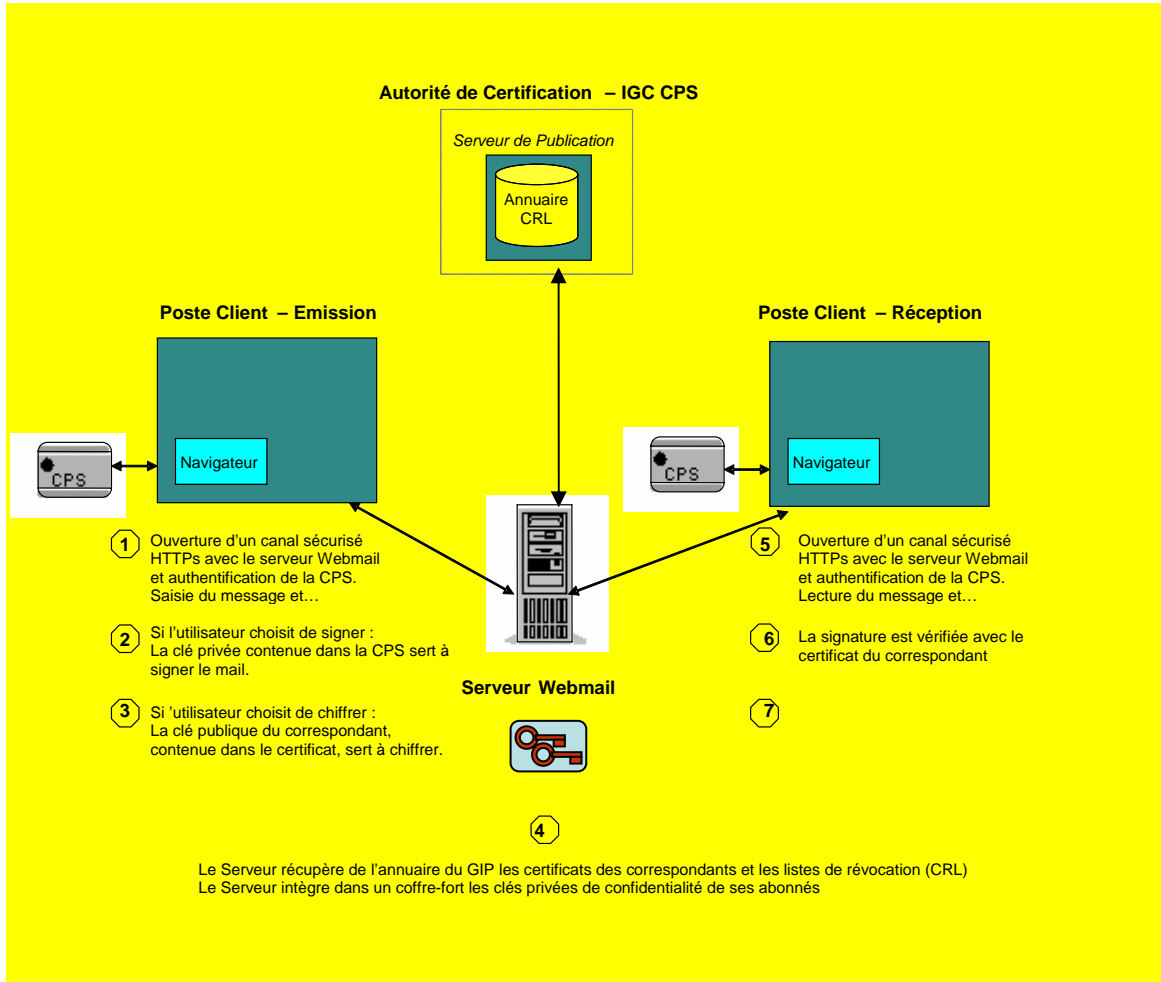 Autorité de Certification – IGC CPS
Serveur de Publication
Annuaire
CRL
Poste Client – Emission
Poste Client – Réception
CPS
Navigateur
CPS
Navigateur
1
Ouverture d'un canal sécurisé
HTTPs avec le serveur Webmail
et authentification de la CPS.
Saisie du message et…
2
Si l'utilisateur choisit de signer :
La clé privée contenue dans la CPS sert à
signer le mail.
3
Si 'utilisateur choisit de chiffrer :
La clé publique du correspondant,
contenue dans le certificat, sert à chiffrer.
5
Ouverture d'un canal sécurisé
HTTPs avec le serveur Webmail
et authentification de la CPS.
Lecture du message et…
6
La signature est vérifiée avec le
certificat du correspondant
7
Serveur Webmail
4
Le Serveur récupère de l'annuaire du GIP les certificats des correspondants et les listes de révocation (CRL)
Le Serveur intègre dans un coffre-fort les clés privées de confidentialité de ses abonnés